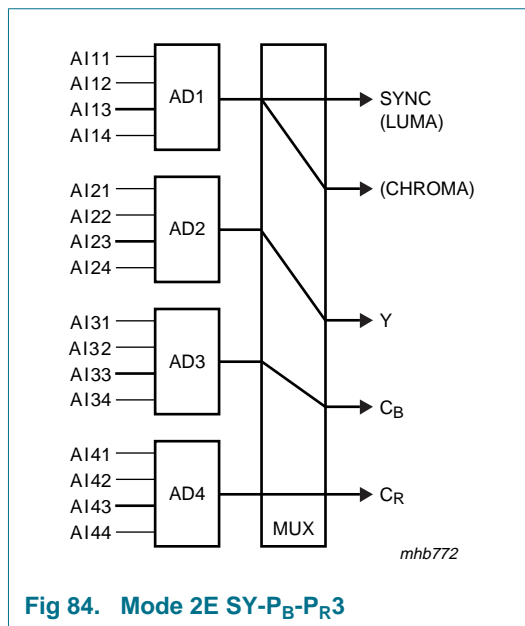 AI11
AI12
AI13
AI14
AD1
SYNC
(LUMA)
(CHROMA)
AI21
AI22
AI23
AI24
AD2
Y
AI31
AI32
AI33
AI34
AD3
CB
AI41
AI42
AI43
AI44
AD4
CR
MUX
mhb772
Fig 84. Mode 2E SY-PB-PR3